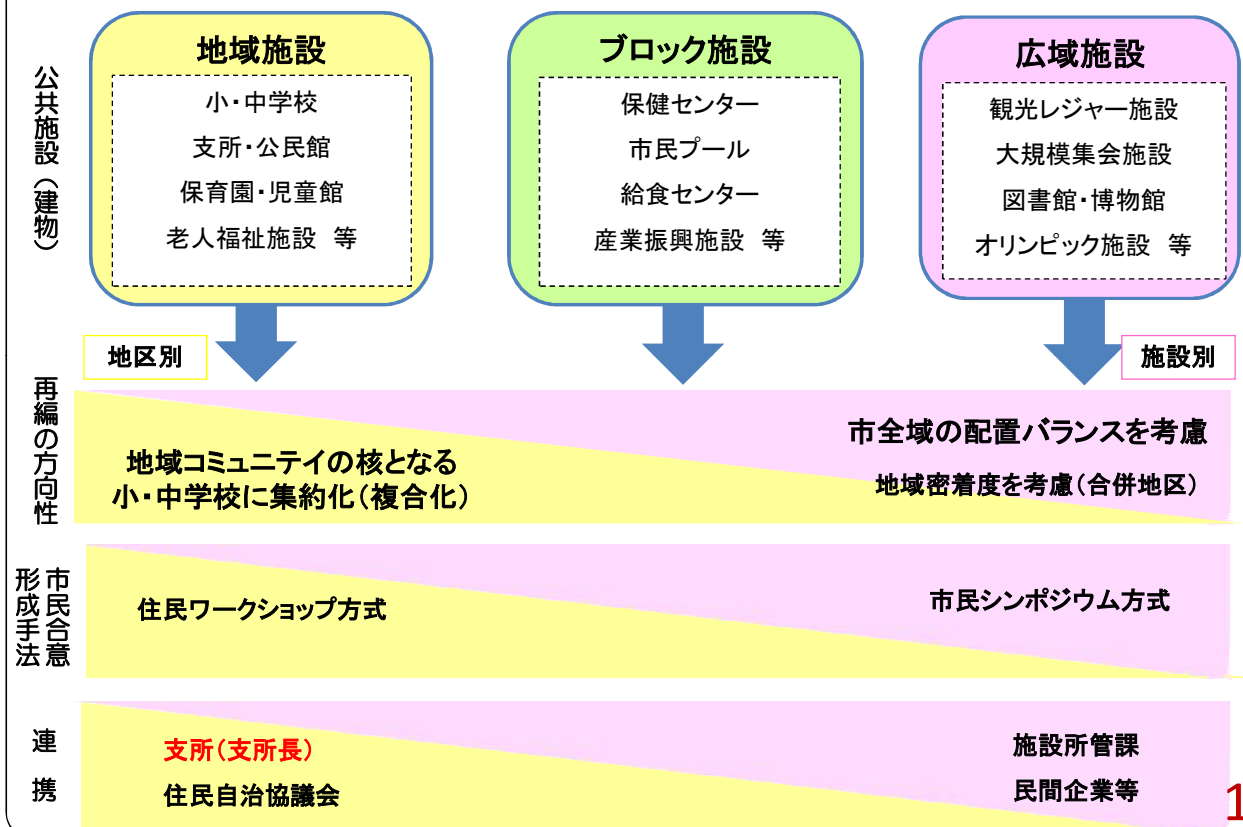 公共施設（建物）
地域施設
小・中学校
支所・公民館
保育園・児童館
老人福祉施設　等
ブロック施設
保健センター
市民プール
給食センター
産業振興施設　等
広域施設
観光レジャー施設
大規模集会施設
図書館・博物館
オリンピック施設　等
地区別
施設別
再編の方向性
地域コミュニテイの核となる
小・中学校に集約化（複合化）
市全域の配置バランスを考慮
地域密着度を考慮（合併地区）
市民合意
形成手法
住民ワークショップ方式
市民シンポジウム方式
連携
支所（支所長）
住民自治協議会
施設所管課
民間企業等
1